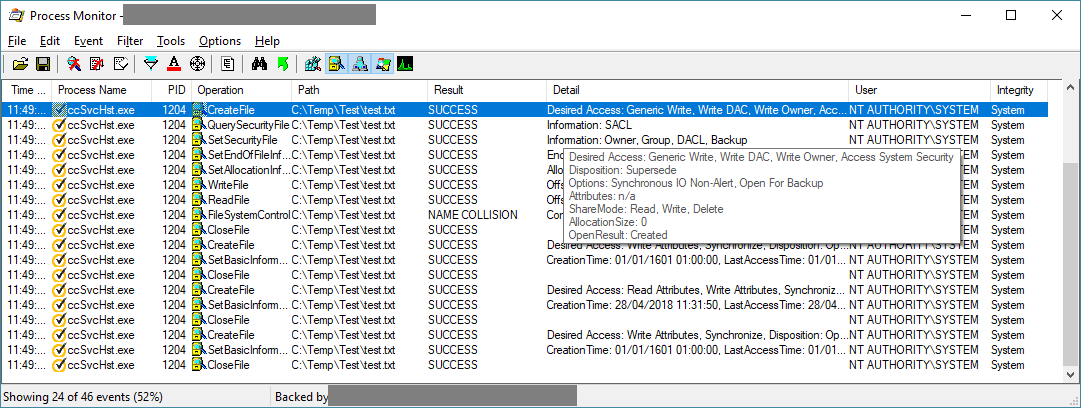 Process Monitor -
File Edit Event Filter Tools Options Help
Time ... Process Name PID Operation Path Result Detail User Integrity
11:49:... ccSvcHst.exe 1204 CreateFile C:\Temp\Test\test.txt SUCCESS Desired Access: Generic Write, Write DAC, Write Owner, Acc... NT AUTHORITY\SYSTEM System
11:49:... ccSvcHst.exe 1204 QuerySecurityFile C:\Temp\Test\test.txt SUCCESS Information: SACL NT AUTHORITY\SYSTEM System
11:49:... ccSvcHst.exe 1204 SetSecurityFile C:\Temp\Test\test.txt SUCCESS Information: Owner, Group, DACL, Backup NT AUTHORITY\SYSTEM System
11:49:... ccSvcHst.exe 1204 SetEndOfFileInf... C:\Temp\Test\test.txt SUCCESS End Desired Access: Generic Write, Write DAC, Write Owner, Access System Security System
11:49:... ccSvcHst.exe 1204 SetAllocationInf... C:\Temp\Test\test.txt SUCCESS Allo Disposition: Supersede System
11:49:... ccSvcHst.exe 1204 WriteFile C:\Temp\Test\test.txt SUCCESS Offs Options: Synchronous IO Non-Alert, Open For Backup System
Attributes: n/a
11:49:... ccSvcHst.exe 1204 ReadFile C:\Temp\Test\test.txt SUCCESS Offs System
11:49:... ccSvcHst.exe 1204 FileSystemControl C:\Temp\Test\test.txt NAME COLLISION Con ShareMode: Read, Write, Delete System
AllocationSize: 0
11:49:... ccSvcHst.exe 1204 CloseFile C:\Temp\Test\test.txt SUCCESS OpenResult: Created System
11:49:... ccSvcHst.exe 1204 CreateFile C:\Temp\Test\test.txt SUCCESS Desired Access: Write Attributes, Synchronize, Disposition: Op... NT AUTHORITY\SYSTEM System
11:49:... ccSvcHst.exe 1204 SetBasicInform... C:\Temp\Test\test.txt SUCCESS CreationTime: 01/01/1601 01:00:00, LastAccessTime: 01/01... NT AUTHORITY\SYSTEM System
11:49:... ccSvcHst.exe 1204 CloseFile C:\Temp\Test\test.txt SUCCESS NT AUTHORITY\SYSTEM System
11:49:... ccSvcHst.exe 1204 CreateFile C:\Temp\Test\test.txt SUCCESS Desired Access: Read Attributes, Write Attributes, Synchroniz... NT AUTHORITY\SYSTEM System
11:49:... ccSvcHst.exe 1204 SetBasicInform... C:\Temp\Test\test.txt SUCCESS CreationTime: 28/04/2018 11:31:50, LastAccessTime: 28/04... NT AUTHORITY\SYSTEM System
11:49:... ccSvcHst.exe 1204 CloseFile C:\Temp\Test\test.txt SUCCESS NT AUTHORITY\SYSTEM System
11:49:... ccSvcHst.exe 1204 CreateFile C:\Temp\Test\test.txt SUCCESS Desired Access: Write Attributes, Synchronize, Disposition: Op... NT AUTHORITY\SYSTEM System
11:49:... ccSvcHst.exe 1204 SetBasicInform... C:\Temp\Test\test.txt SUCCESS CreationTime: 01/01/1601 01:00:00, LastAccessTime: 01/01... NT AUTHORITY\SYSTEM System
11:49:... ccSvcHst.exe 1204 CloseFile C:\Temp\Test\test.txt SUCCESS NT AUTHORITY\SYSTEM System
Showing 24 of 46 events (52%) Backed by